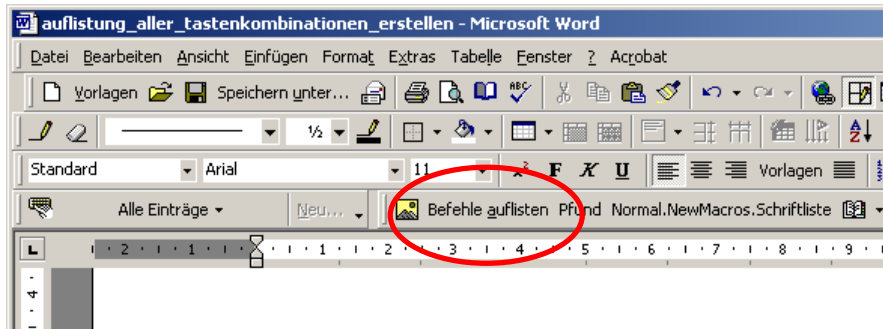 auflistung_aller_tastenkombinationen_erstellen - Microsoft Word
Datei Bearbeiten Ansicht Einfügen Format Extras Tabelle Fenster ? Acrobat
Vorlagen Speichern unter... ABC
½
A Z
Standard Arial 11 x² F K U Vorlagen
Alle Einträge Neu... Befehle auflisten Pfund Normal.NewMacros.Schriftliste
L 2 1 1 2 3 4 5 6 7 8 9
4